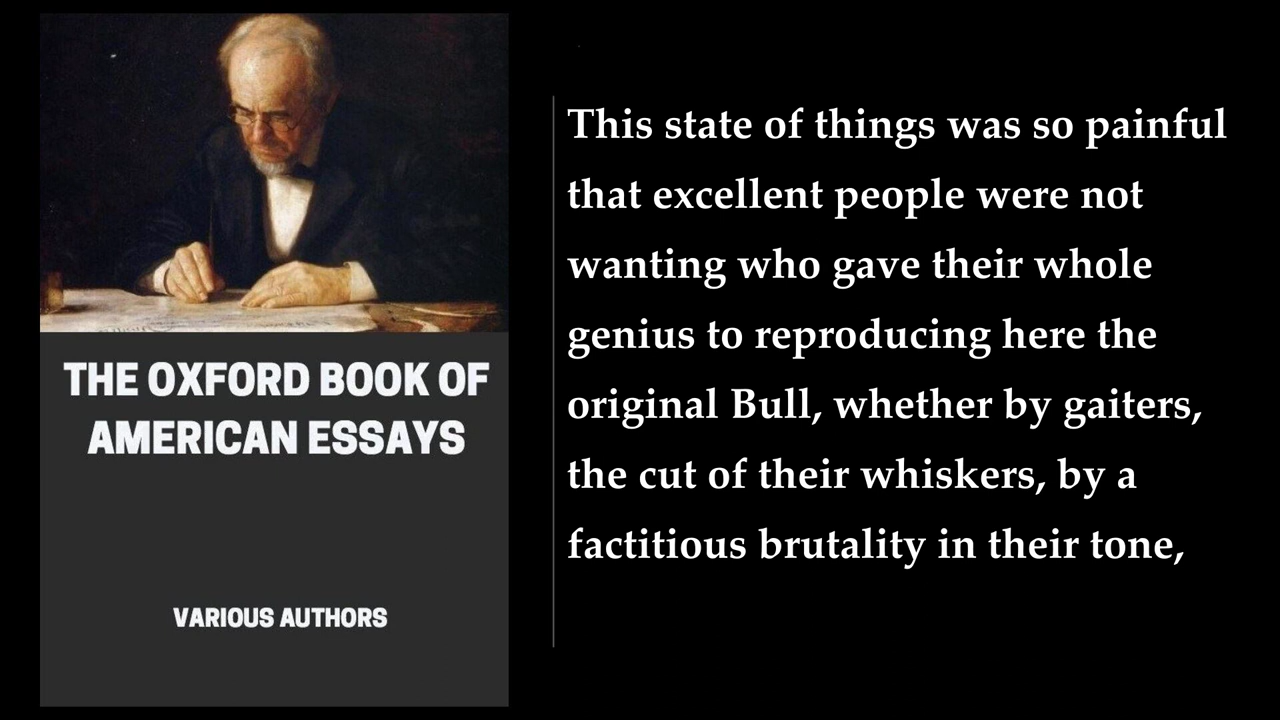 THE OXFORD BOOK OF
AMERICAN ESSAYS
VARIOUS AUTHORS
This state of things was so painful
that excellent people were not
wanting who gave their whole
genius to reproducing here the
original Bull, whether by gaiters,
the cut of their whiskers, by a
factitious brutality in their tone,